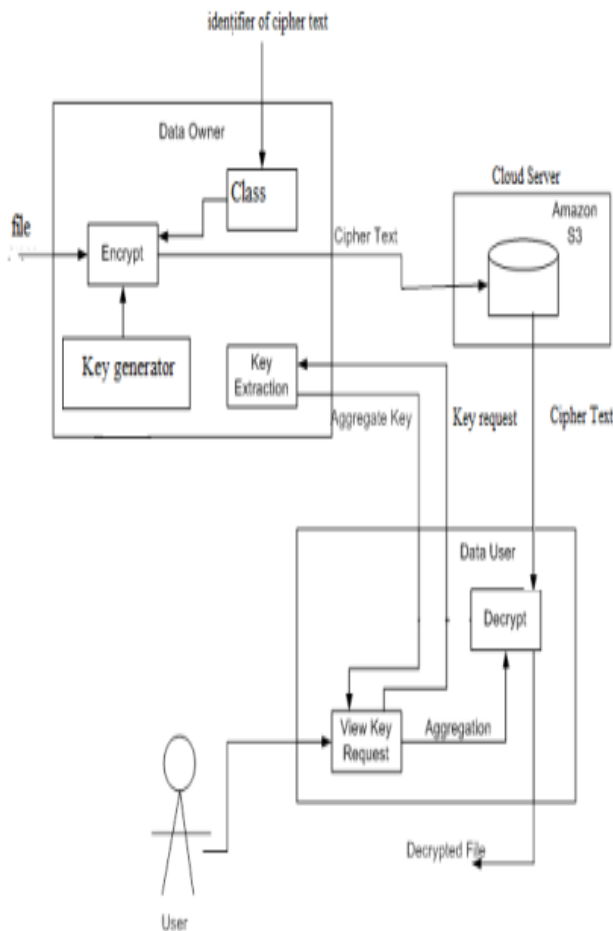 identifier of cipher text
Data Owner
Class
Cloud Server
Amazon
S3
file
Encrypt
Cipher Text
Key generator
Key
Extraction
Aggregate Key
Key request
Cipher Text
Data User
Decrypt
View Key
Request
Aggregation
Decrypted File
User